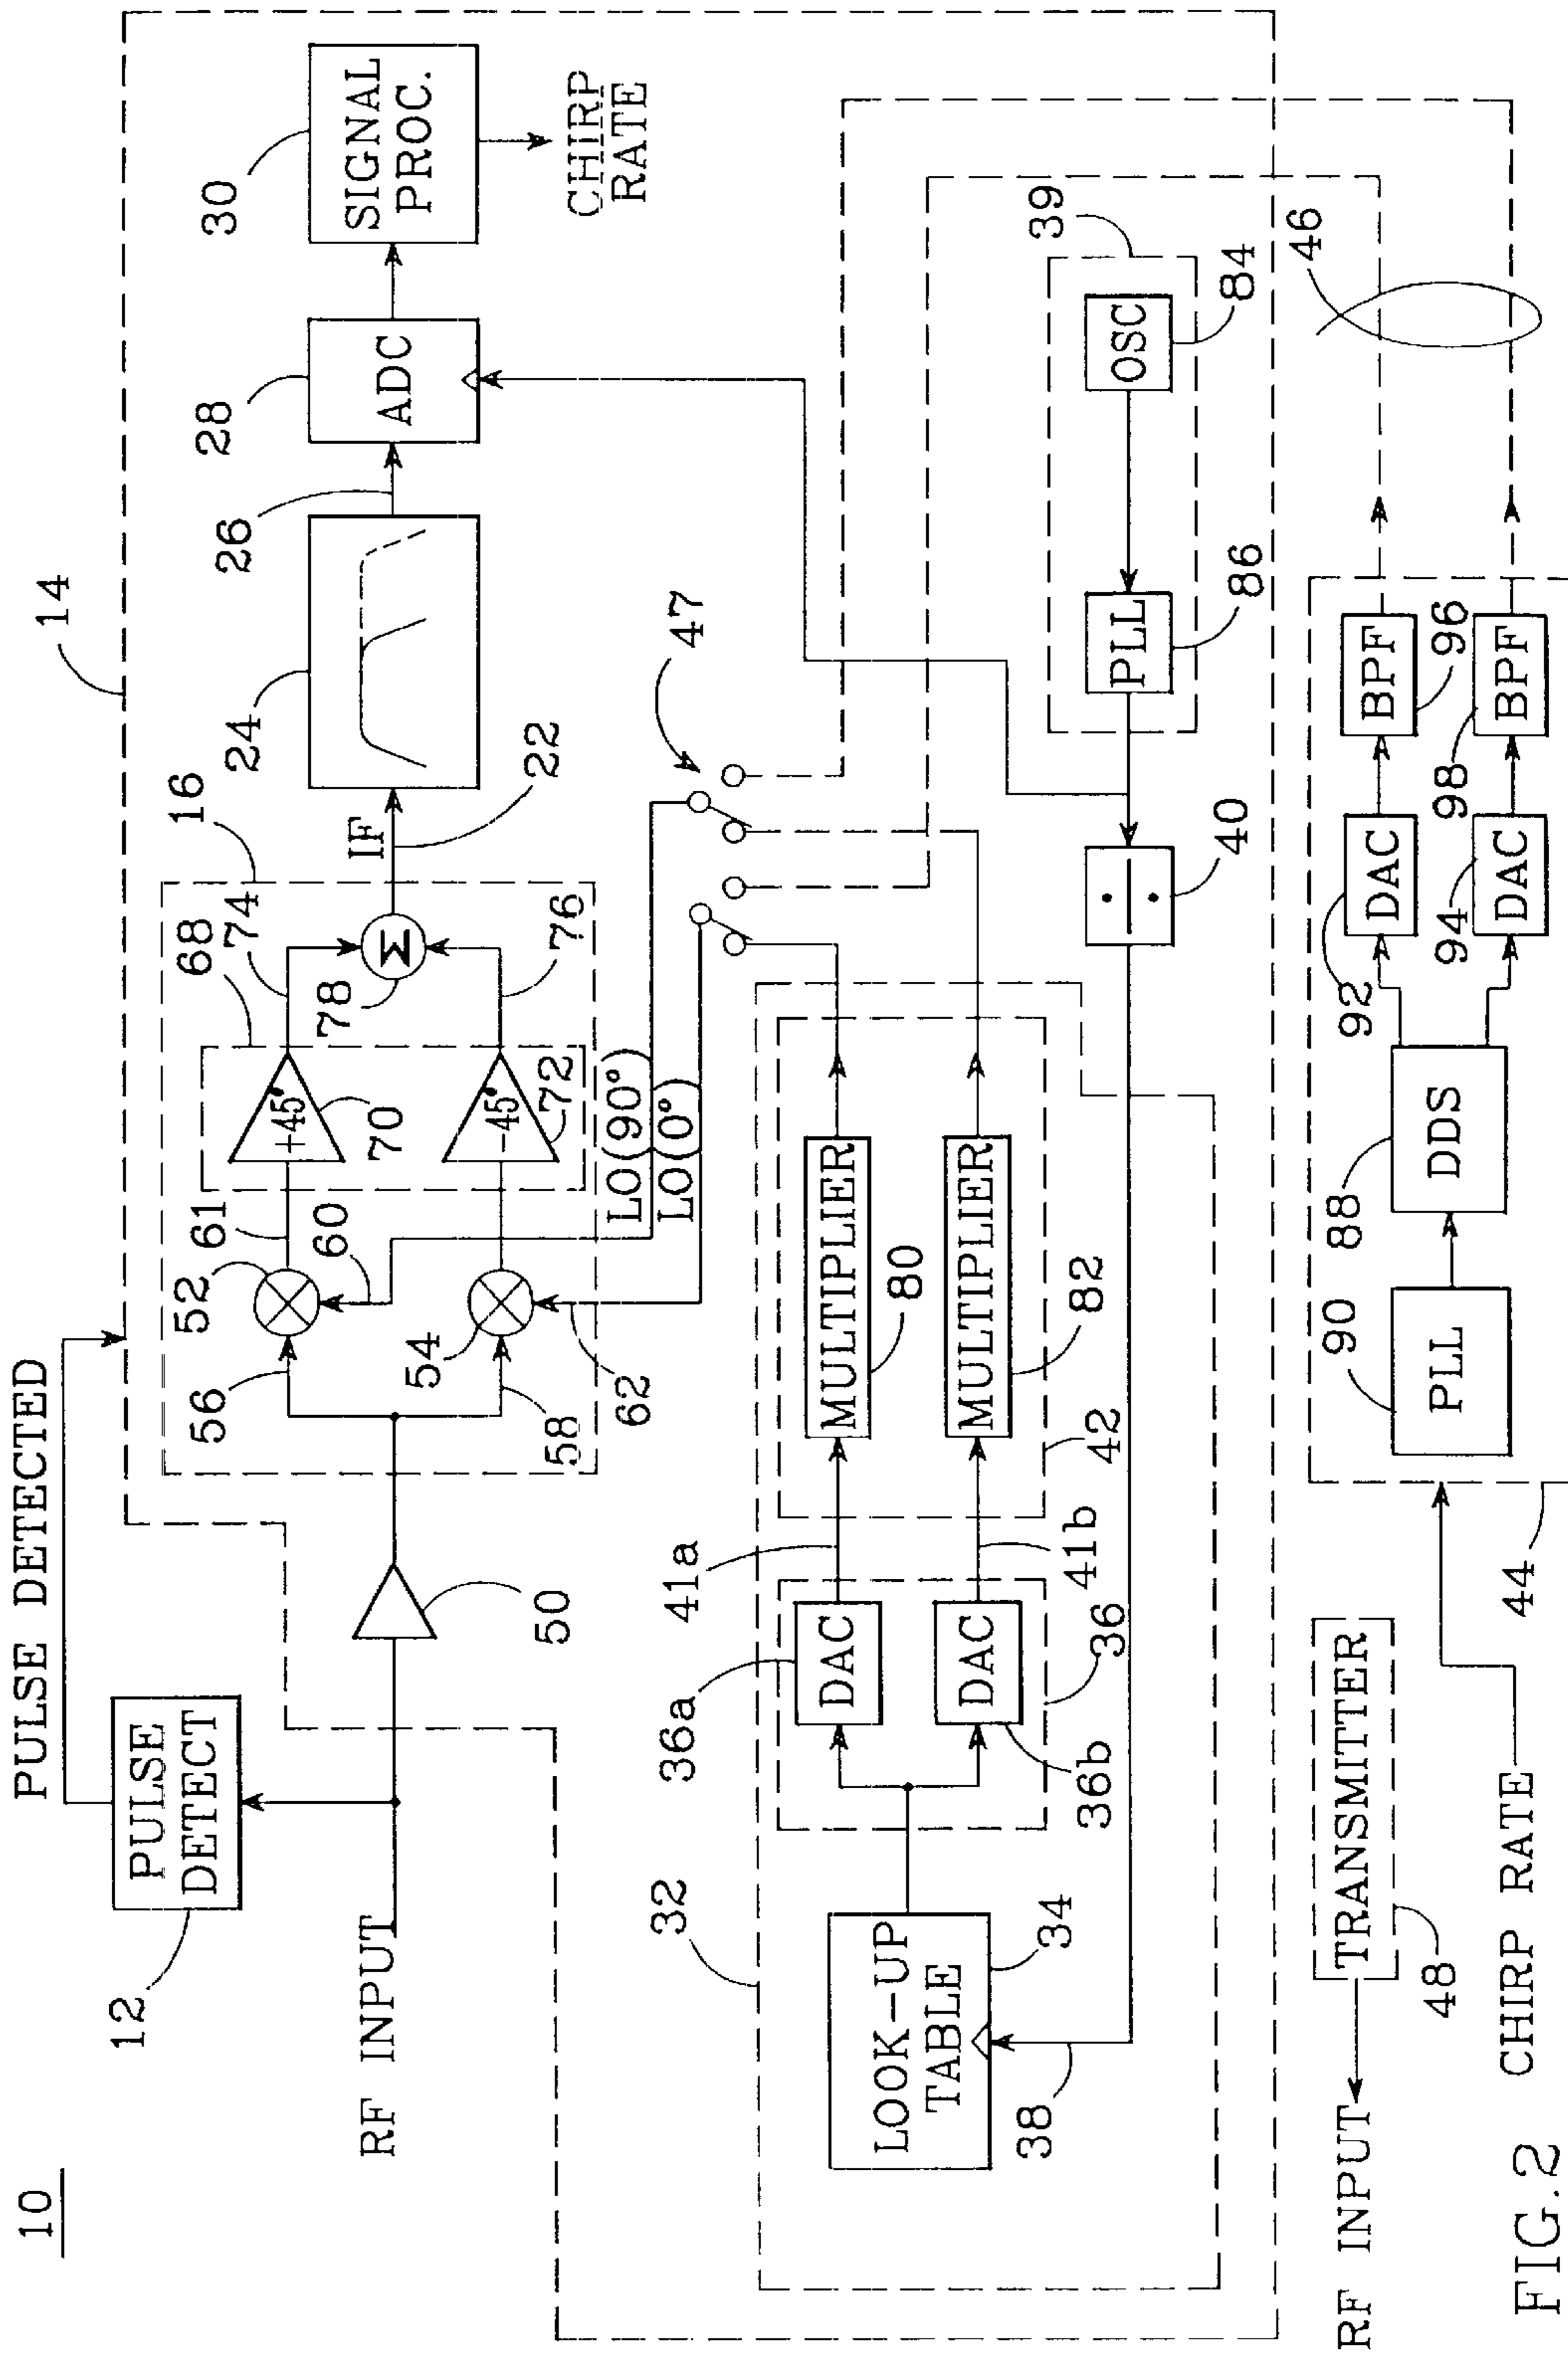 10
PULSE DETECTED
14
12
PULSE
DETECT
RF INPUT
50
16
52
56
54
58
60
61
62
68
+45°
70
-45°
72
74
76
78
Σ
IF
22
24
26
28
ADC
30
SIGNAL
PROC.
CHIRP
RATE
LO(90°)
LO(0°)
47
32
LOOK-UP
TABLE
34
38
36a
DAC
DAC
36b
36
41a
41b
MULTIPLIER
80
MULTIPLIER
82
42
40
39
PLL
86
OSC
84
46
RF INPUT
TRANSMITTER
48
CHIRP RATE
44
90
PLL
88
DDS
92
DAC
94
DAC
BPF
96
98
BPF
FIG.2